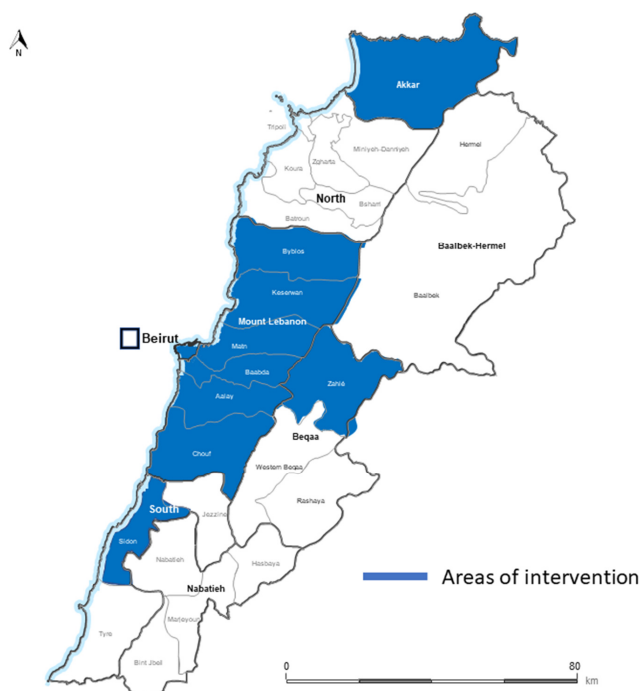 N
Akkar
Tripoli
Hermel
Miniyeh-Danniyeh
Zgharta
Koura
North
Bsharri
Batroun
Baalbek-Hermel
Byblos
Keserwan
Baalbek
Mount Lebanon
Beirut
Matn
Baabda
Zahlé
Aalay
Beqaa
Chouf
Western Beqaa
Rashaya
South
Jezzine
Sidon
Nabatieh
Hasbaya
Areas of intervention
Nabatieh
Marjeyoun
Tyre
Bint Jbeil
0
80
km